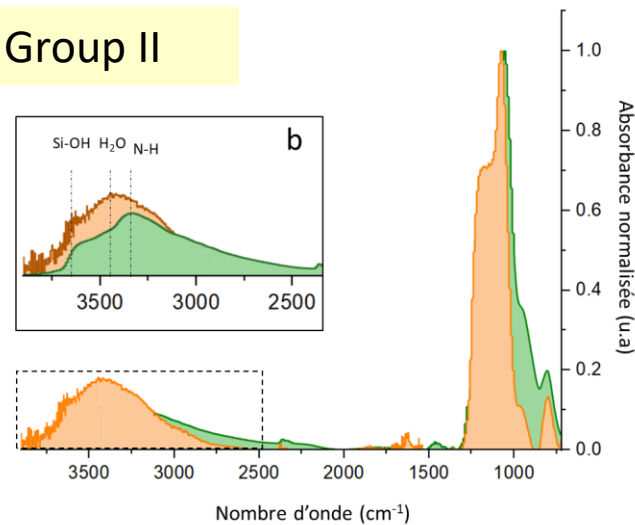 Group II
b
Si-OH H₂O N-H
3500 3000 2500
1.0
0.8
0.6
0.4
0.2
0.0
Absorbance normalisée (u.a)
3500 3000 2500 2000 1500 1000
Nombre d'onde (cm⁻¹)